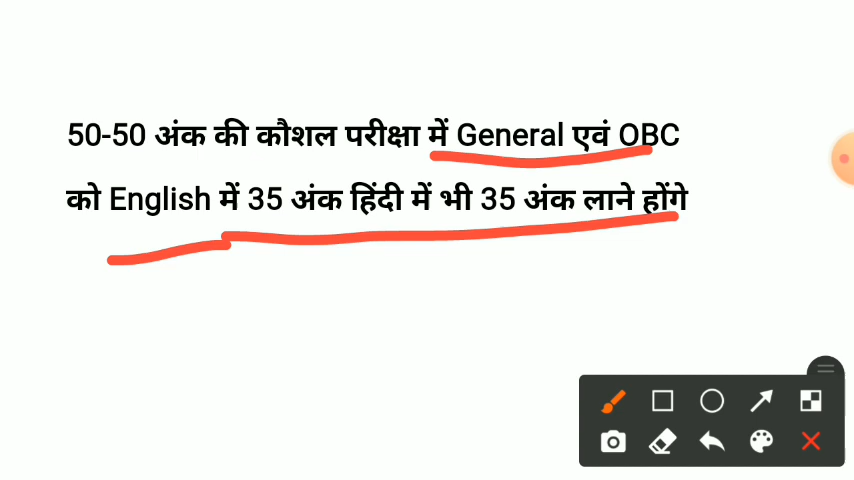 50-50 अंक की कौशल परीक्षा में General एवं OBC
को English में 35 अंक हिंदी में भी 35 अंक लाने होंगे